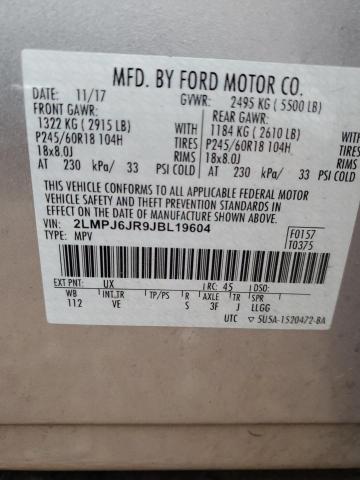 MFD. BY FORD MOTOR CO.
DATE: 11/17 GVWR: 2495 KG ( 5500 LB)
FRONT GAWR: REAR GAWR:
1322 KG ( 2915 LB) WITH 1184 KG ( 2610 LB) WITH
P245/60R18 104H TIRES P245/60R18 104H TIRES
18x8.0J RIMS 18x8.0J RIMS
AT 230 kPa/ 33 PSI COLD AT 230 kPa/ 33 PSI COLD
THIS VEHICLE CONFORMS TO ALL APPLICABLE FEDERAL MOTOR
VEHICLE SAFETY AND THEFT PREVENTION STANDARDS IN
EFFECT ON THE DATE OF MANUFACTURE SHOWN ABOVE.
VIN: 2LMPJ6JR9JBL19604 F0157
TYPE: MPV T0375
EXT PNT: UX RC: 45 DSO:
WB INT TR TP/PS R AXLE TR SPR
112 VE S 3F J LLGG
UTC ▽ 5U5A-1520472-BA